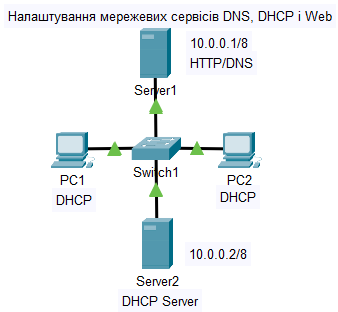 Налаштування мережевих сервісів DNS, DHCP і Web
10.0.0.1/8
HTTP/DNS
Server1
PC1
DHCP
Switch1
PC2
DHCP
Server2
10.0.0.2/8
DHCP Server